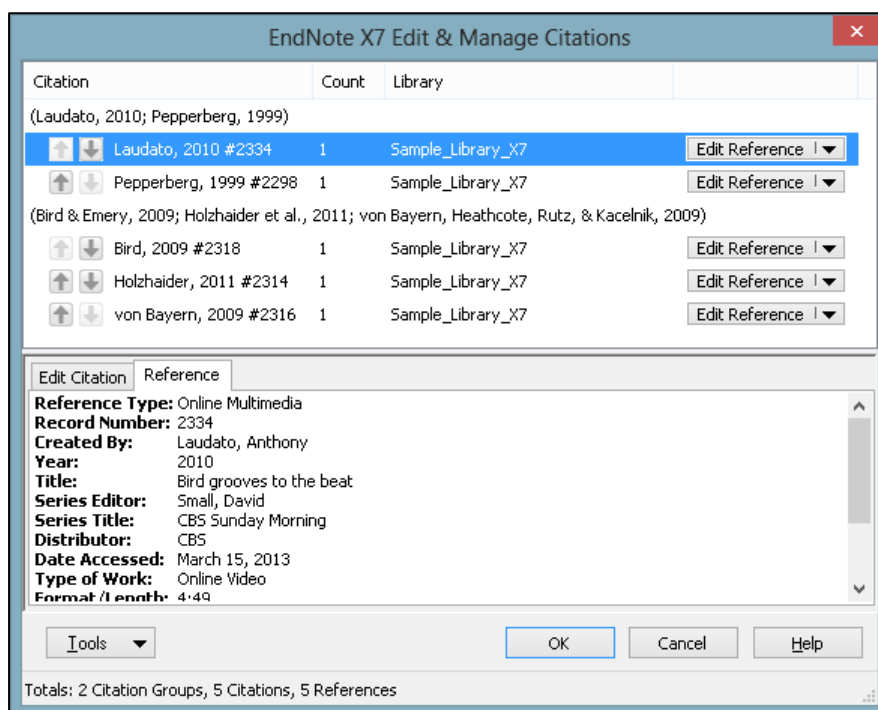 EndNote X7 Edit & Manage Citations
Citation Count Library
(Laudato, 2010; Pepperberg, 1999)
Laudato, 2010 #2334 1 Sample_Library_X7 Edit Reference
Pepperberg, 1999 #2298 1 Sample_Library_X7 Edit Reference
(Bird & Emery, 2009; Holzhaider et al., 2011; von Bayern, Heathcote, Rutz, & Kacelnik, 2009)
Bird, 2009 #2318 1 Sample_Library_X7 Edit Reference
Holzhaider, 2011 #2314 1 Sample_Library_X7 Edit Reference
von Bayern, 2009 #2316 1 Sample_Library_X7 Edit Reference
Edit Citation Reference
Reference Type: Online Multimedia
Record Number: 2334
Created By: Laudato, Anthony
Year: 2010
Title: Bird grooves to the beat
Series Editor: Small, David
Series Title: CBS Sunday Morning
Distributor: CBS
Date Accessed: March 15, 2013
Type of Work: Online Video
Format/Length: 4:49
Tools OK Cancel Help
Totals: 2 Citation Groups, 5 Citations, 5 References